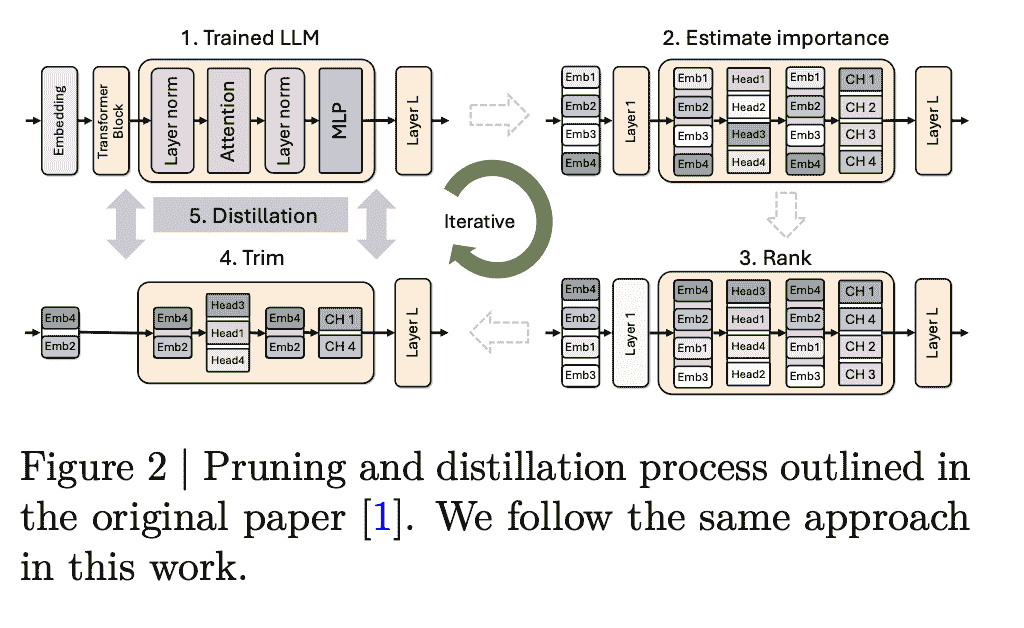 1. Trained LLM
Embedding
Transformer
Block
Layer norm
Attention
Layer norm
MLP
Layer L
2. Estimate importance
Emb1
Emb2
Emb3
Emb4
Layer 1
Emb1
Emb2
Emb3
Emb4
Head1
Head2
Head3
Head4
Emb1
Emb2
Emb3
Emb4
CH 1
CH 2
CH 3
CH 4
Layer L
5. Distillation
Iterative
4. Trim
Emb4
Emb2
Emb4
Emb2
Head3
Head1
Head4
Emb4
Emb2
CH 1
CH 4
Layer L
3. Rank
Emb4
Emb2
Emb1
Emb3
Layer 1
Emb4
Emb2
Emb1
Emb3
Head3
Head1
Head4
Head2
Emb4
Emb2
Emb1
Emb3
CH 1
CH 4
CH 2
CH 3
Layer L
Figure 2 | Pruning and distillation process outlined in
the original paper [1]. We follow the same approach
in this work.